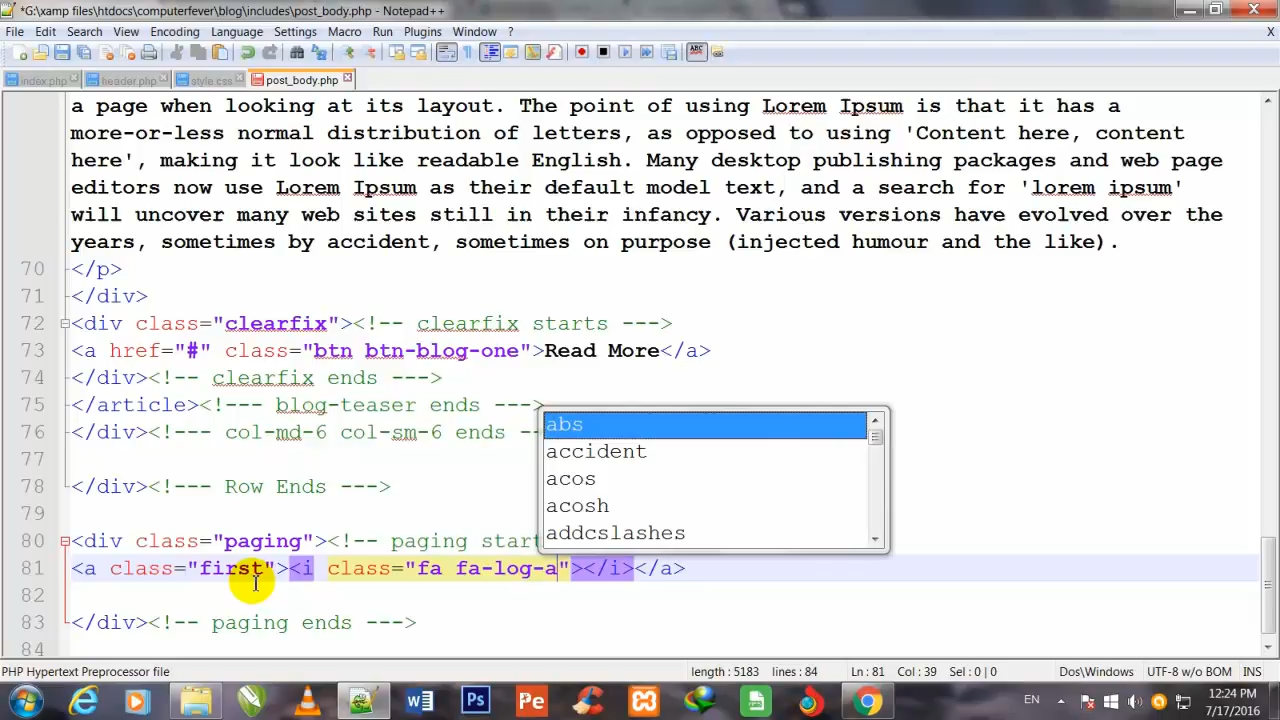 *G:\xamp files\htdocs\computerfever\blog\includes\post_body.php - Notepad++
File Edit Search View Encoding Language Settings Macro Run Plugins Window ? X
index.php header.php style.css post_body.php
a page when looking at its layout. The point of using Lorem Ipsum is that it has a
more-or-less normal distribution of letters, as opposed to using 'Content here, content
here', making it look like readable English. Many desktop publishing packages and web page
editors now use Lorem Ipsum as their default model text, and a search for 'lorem ipsum'
will uncover many web sites still in their infancy. Various versions have evolved over the
years, sometimes by accident, sometimes on purpose (injected humour and the like).
70 </p>
71 </div>
72 <div class="clearfix"><!-- clearfix starts --->
73 <a href="#" class="btn btn-blog-one">Read More</a>
74 </div><!-- clearfix ends --->
75 </article><!--- blog-teaser ends --->
76 </div><!--- col-md-6 col-sm-6 ends --
77
78 </div><!--- Row Ends --->
79
80 <div class="paging"><!-- paging start
81 <a class="first"><i class="fa fa-log-a"></i></a>
82
83 </div><!-- paging ends --->
84
abs
accident
acos
acosh
addcslashes
PHP Hypertext Preprocessor file length : 5183 lines : 84 Ln : 81 Col : 39 Sel : 0 | 0 Dos\Windows UTF-8 w/o BOM INS
EN 12:24 PM
7/17/2016